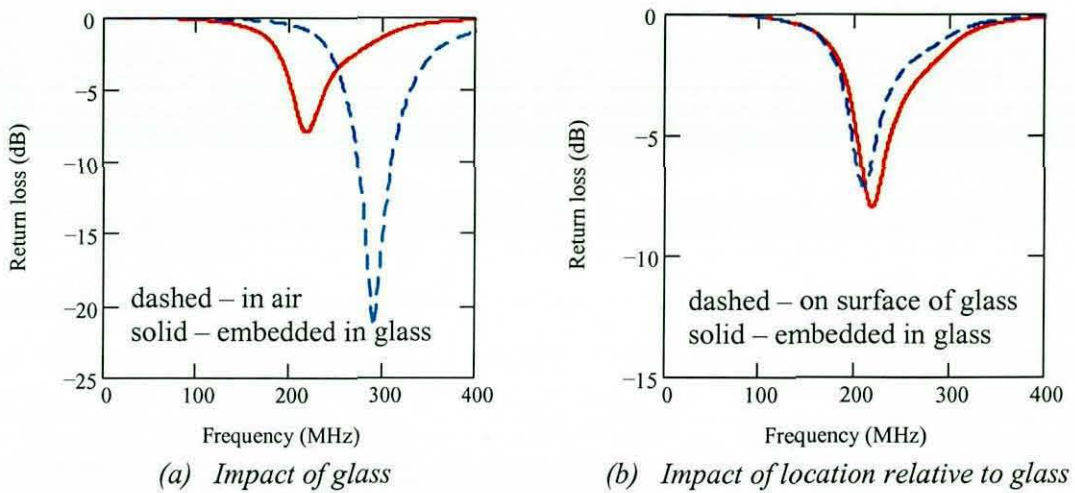 0
−5
−10
−15
−20
−25
Return loss (dB)
dashed – in air
solid – embedded in glass
0 100 200 300 400
Frequency (MHz)
(a) Impact of glass
0
−5
−10
−15
Return loss (dB)
dashed – on surface of glass
solid – embedded in glass
0 100 200 300 400
Frequency (MHz)
(b) Impact of location relative to glass